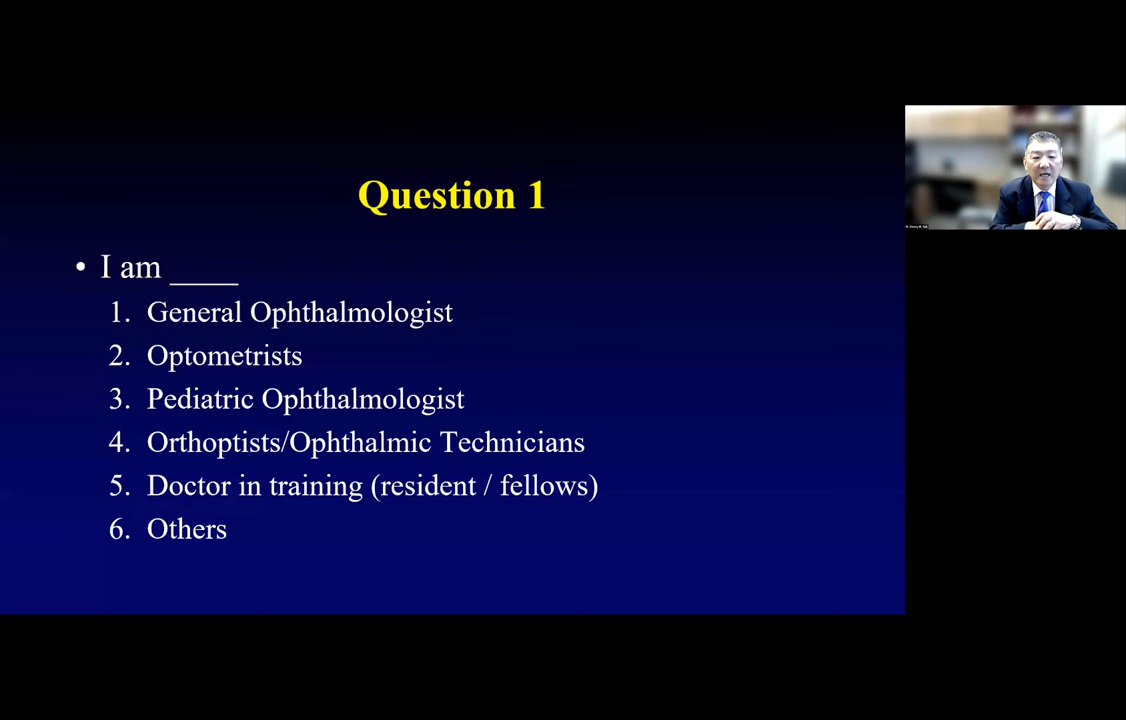 Question 1
• I am ____
1. General Ophthalmologist
2. Optometrists
3. Pediatric Ophthalmologist
4. Orthoptists/Ophthalmic Technicians
5. Doctor in training (resident / fellows)
6. Others